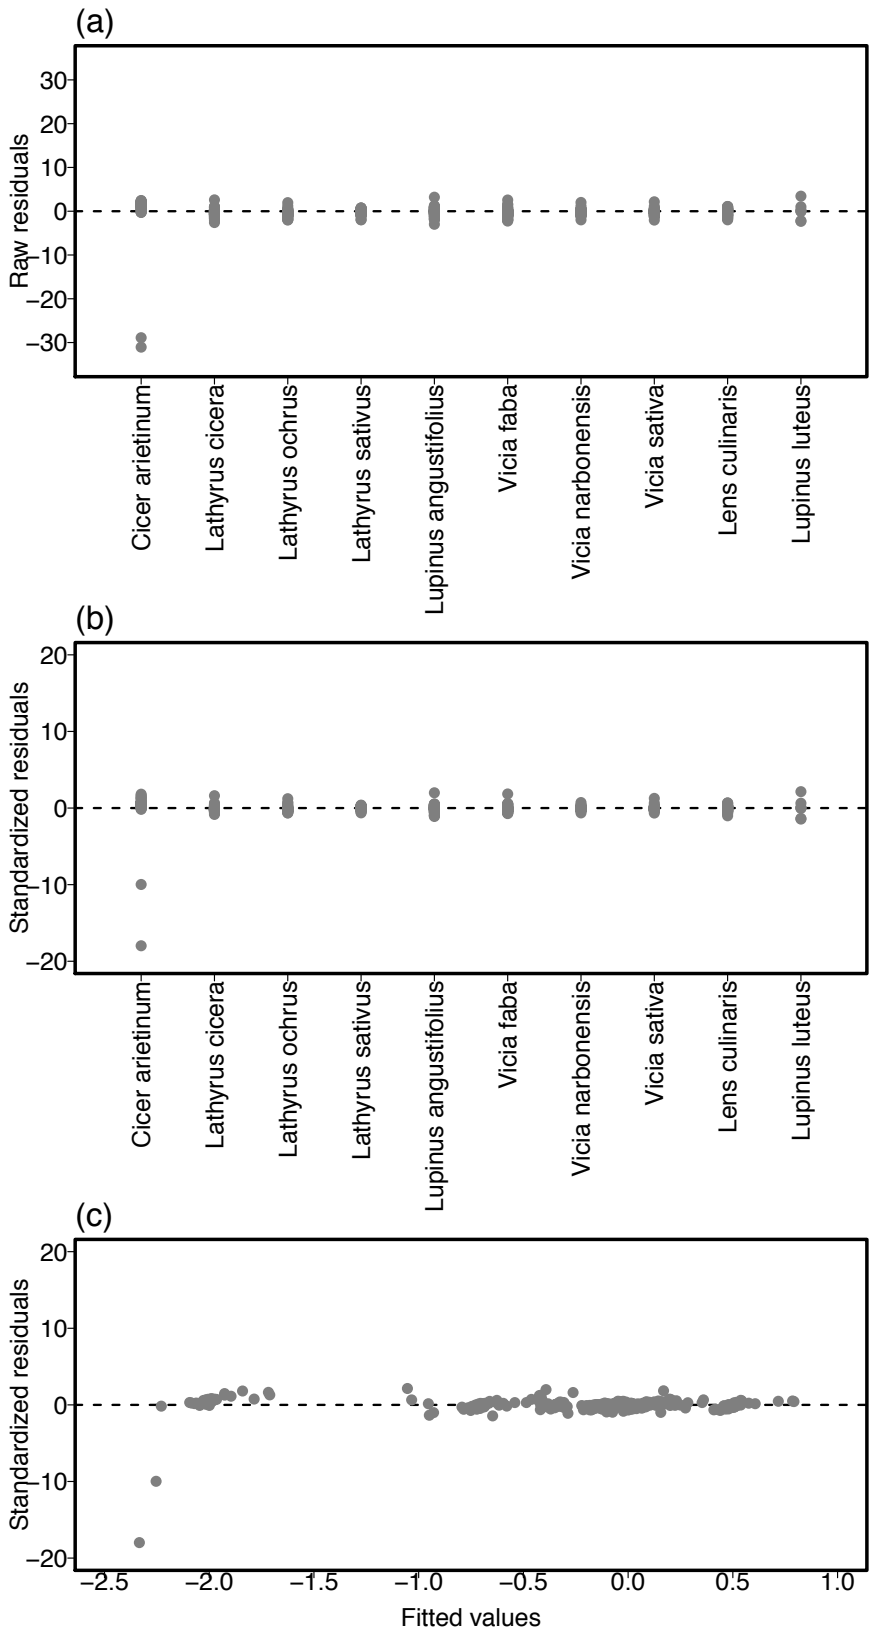 (a)
Raw residuals
30
20
10
0
−10
−20
−30
Cicer arietinum
Lathyrus cicera
Lathyrus ochrus
Lathyrus sativus
Lupinus angustifolius
Vicia faba
Vicia narbonensis
Vicia sativa
Lens culinaris
Lupinus luteus
(b)
Standardized residuals
20
10
0
−10
−20
Cicer arietinum
Lathyrus cicera
Lathyrus ochrus
Lathyrus sativus
Lupinus angustifolius
Vicia faba
Vicia narbonensis
Vicia sativa
Lens culinaris
Lupinus luteus
(c)
Standardized residuals
20
10
0
−10
−20
−2.5 −2.0 −1.5 −1.0 −0.5 0.0 0.5 1.0
Fitted values